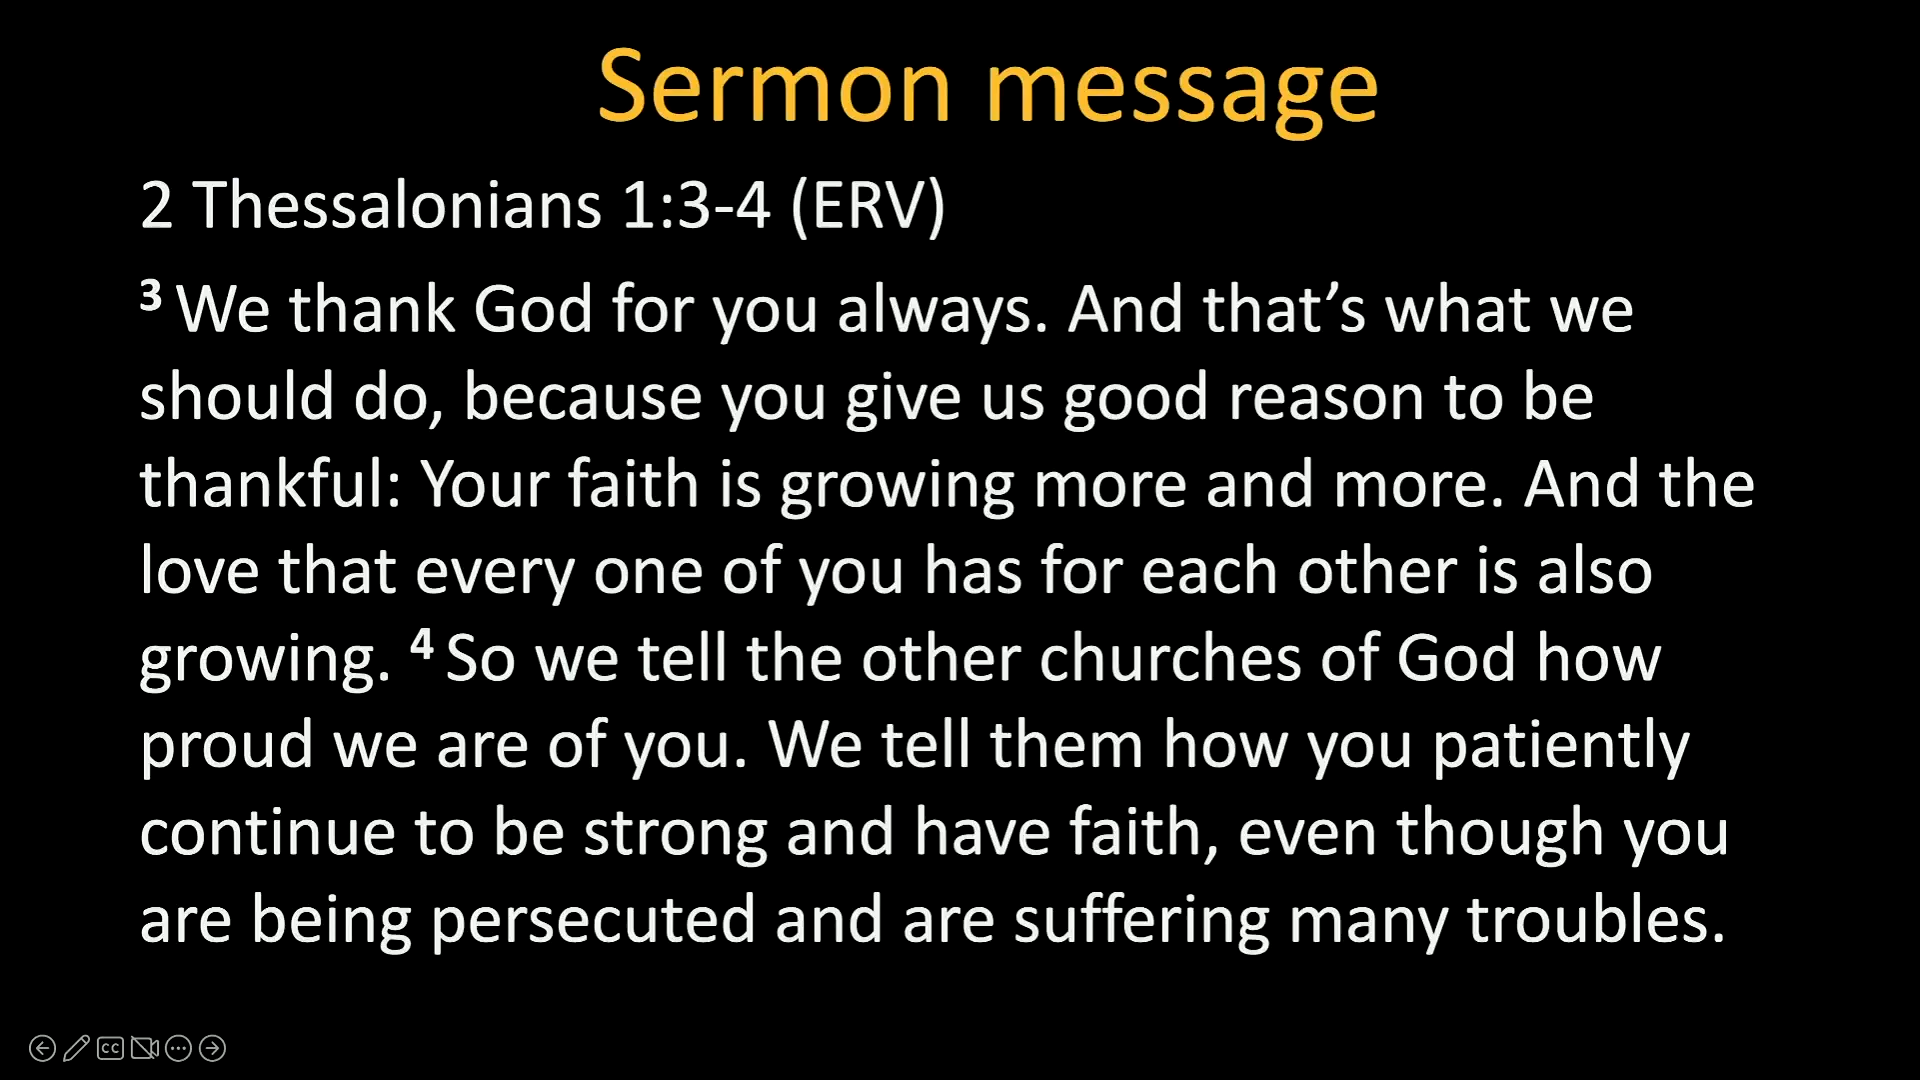 Sermon message
2 Thessalonians 1:3-4 (ERV)
3 We thank God for you always. And that’s what we
should do, because you give us good reason to be
thankful: Your faith is growing more and more. And the
love that every one of you has for each other is also
growing. 4 So we tell the other churches of God how
proud we are of you. We tell them how you patiently
continue to be strong and have faith, even though you
are being persecuted and are suffering many troubles.
CC